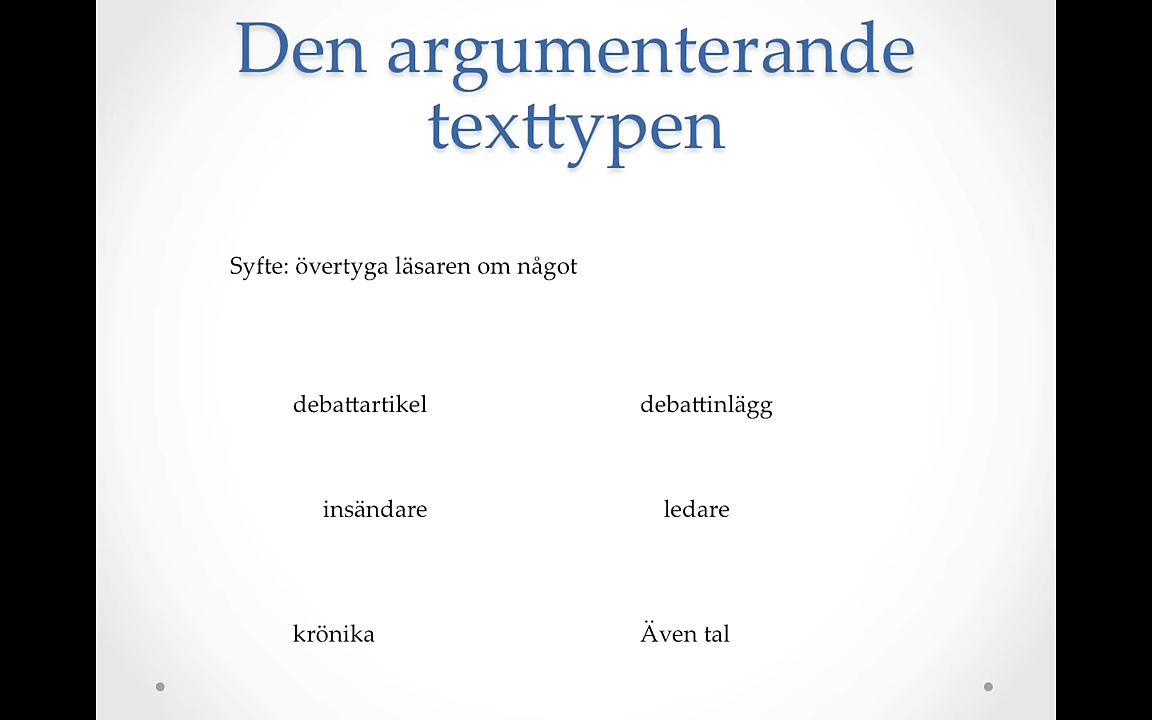 Den argumenterande
texttypen
Syfte: övertyga läsaren om något
debattartikel
debattinlägg
insändare
ledare
krönika
Även tal